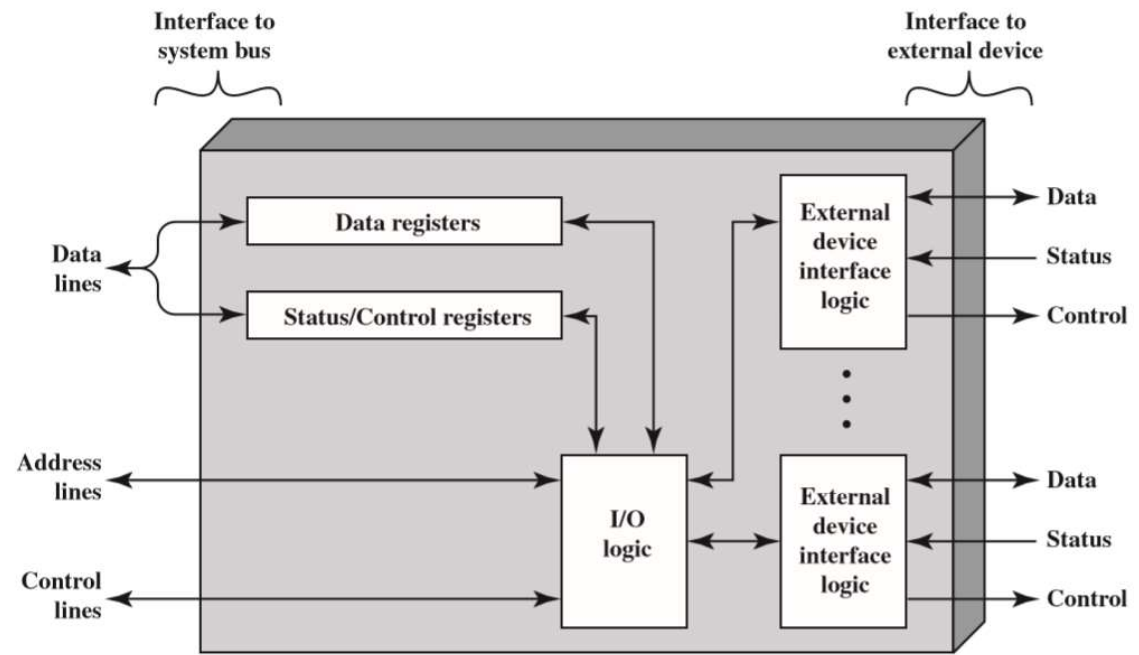 Interface to
system bus
Interface to
external device
Data registers
Status/Control registers
Data
lines
Address
lines
Control
lines
I/O
logic
External
device
interface
logic
Data
Status
Control
External
device
interface
logic
Data
Status
Control